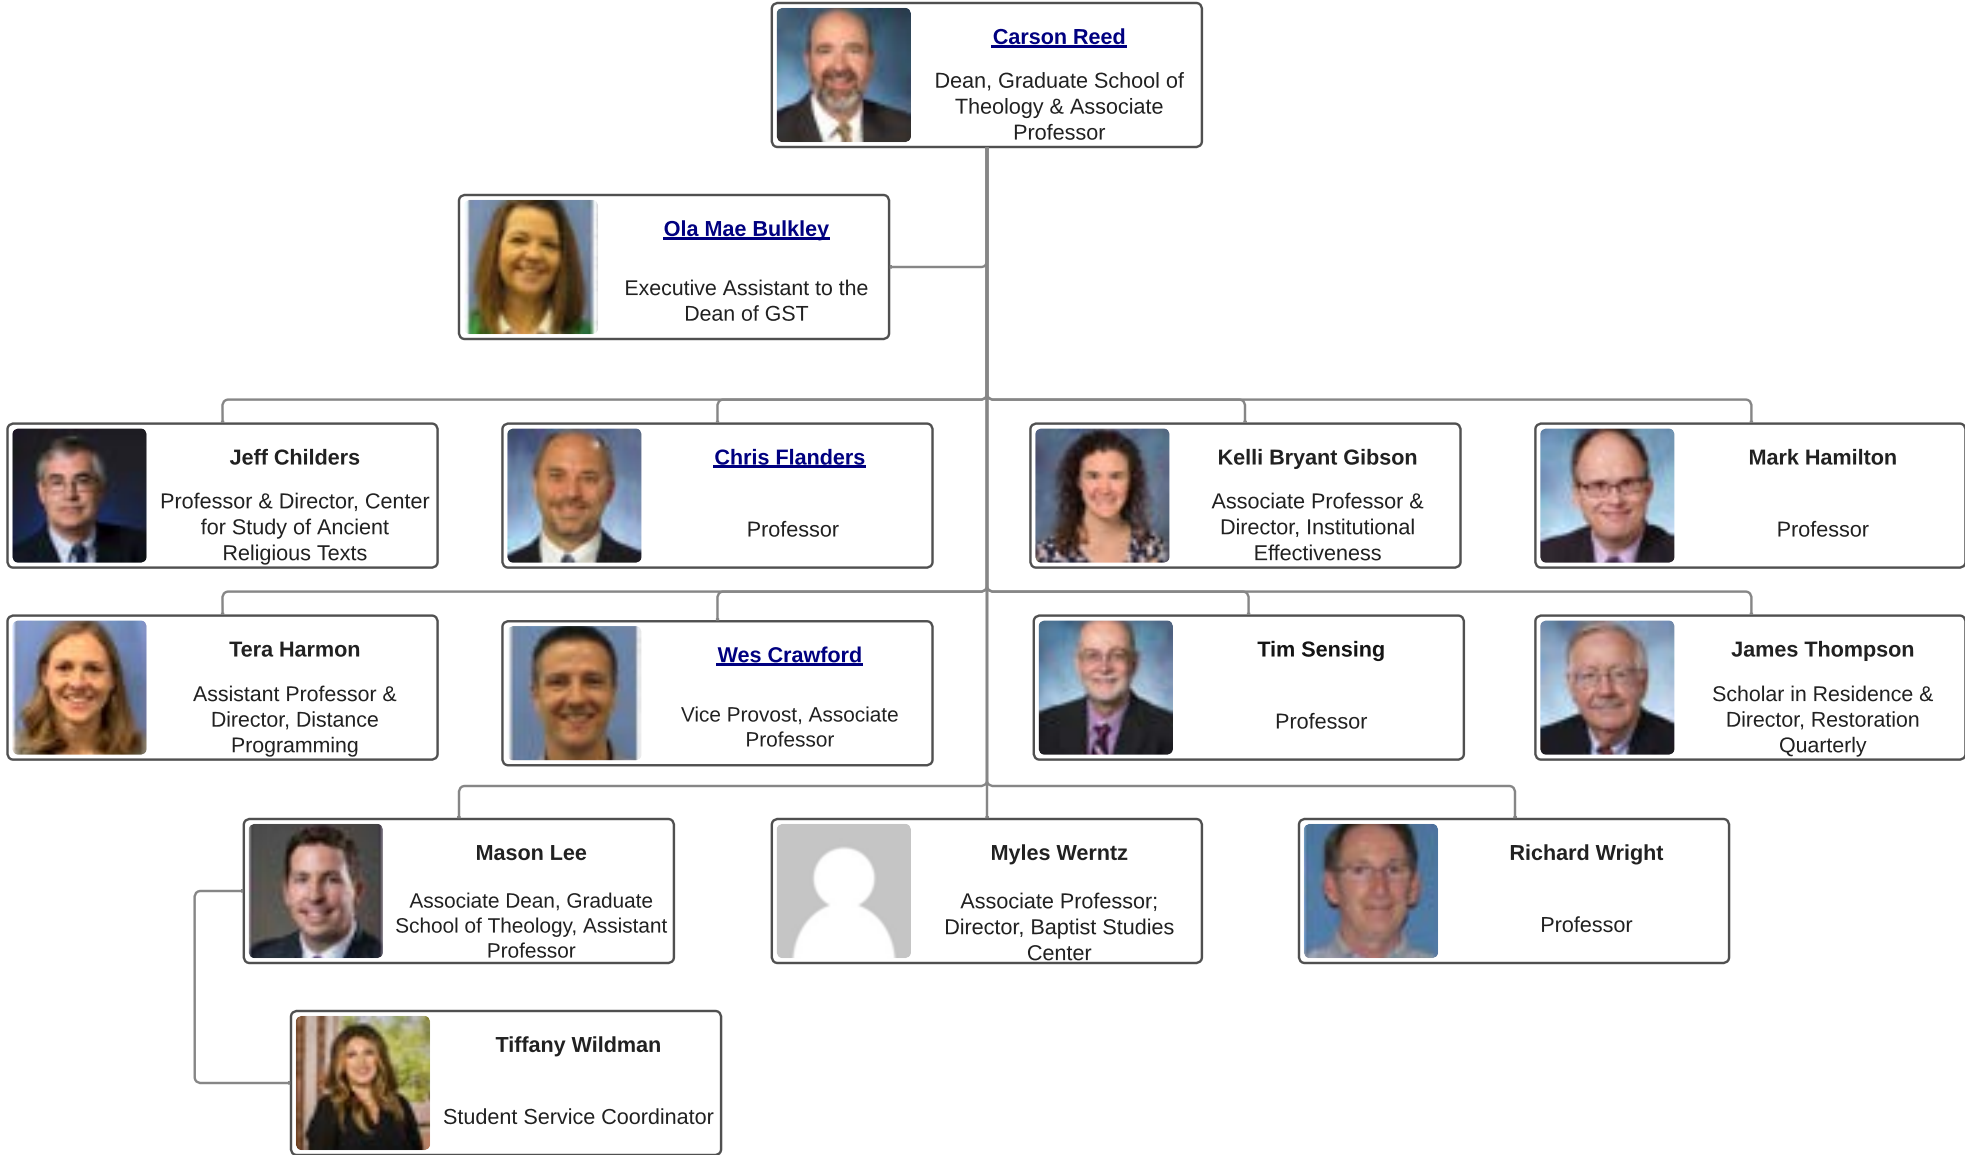 Carson Reed
Dean, Graduate School of
Theology & Associate
Professor
Ola Mae Bulkley
Executive Assistant to the
Dean of GST
Jeff Childers
Professor & Director, Center
for Study of Ancient
Religious Texts
Chris Flanders
Professor
Kelli Bryant Gibson
Associate Professor &
Director, Institutional
Effectiveness
Mark Hamilton
Professor
Tera Harmon
Assistant Professor &
Director, Distance
Programming
Wes Crawford
Vice Provost, Associate
Professor
Tim Sensing
Professor
James Thompson
Scholar in Residence &
Director, Restoration
Quarterly
Mason Lee
Associate Dean, Graduate
School of Theology, Assistant
Professor
Myles Werntz
Associate Professor;
Director, Baptist Studies
Center
Richard Wright
Professor
Tiffany Wildman
Student Service Coordinator